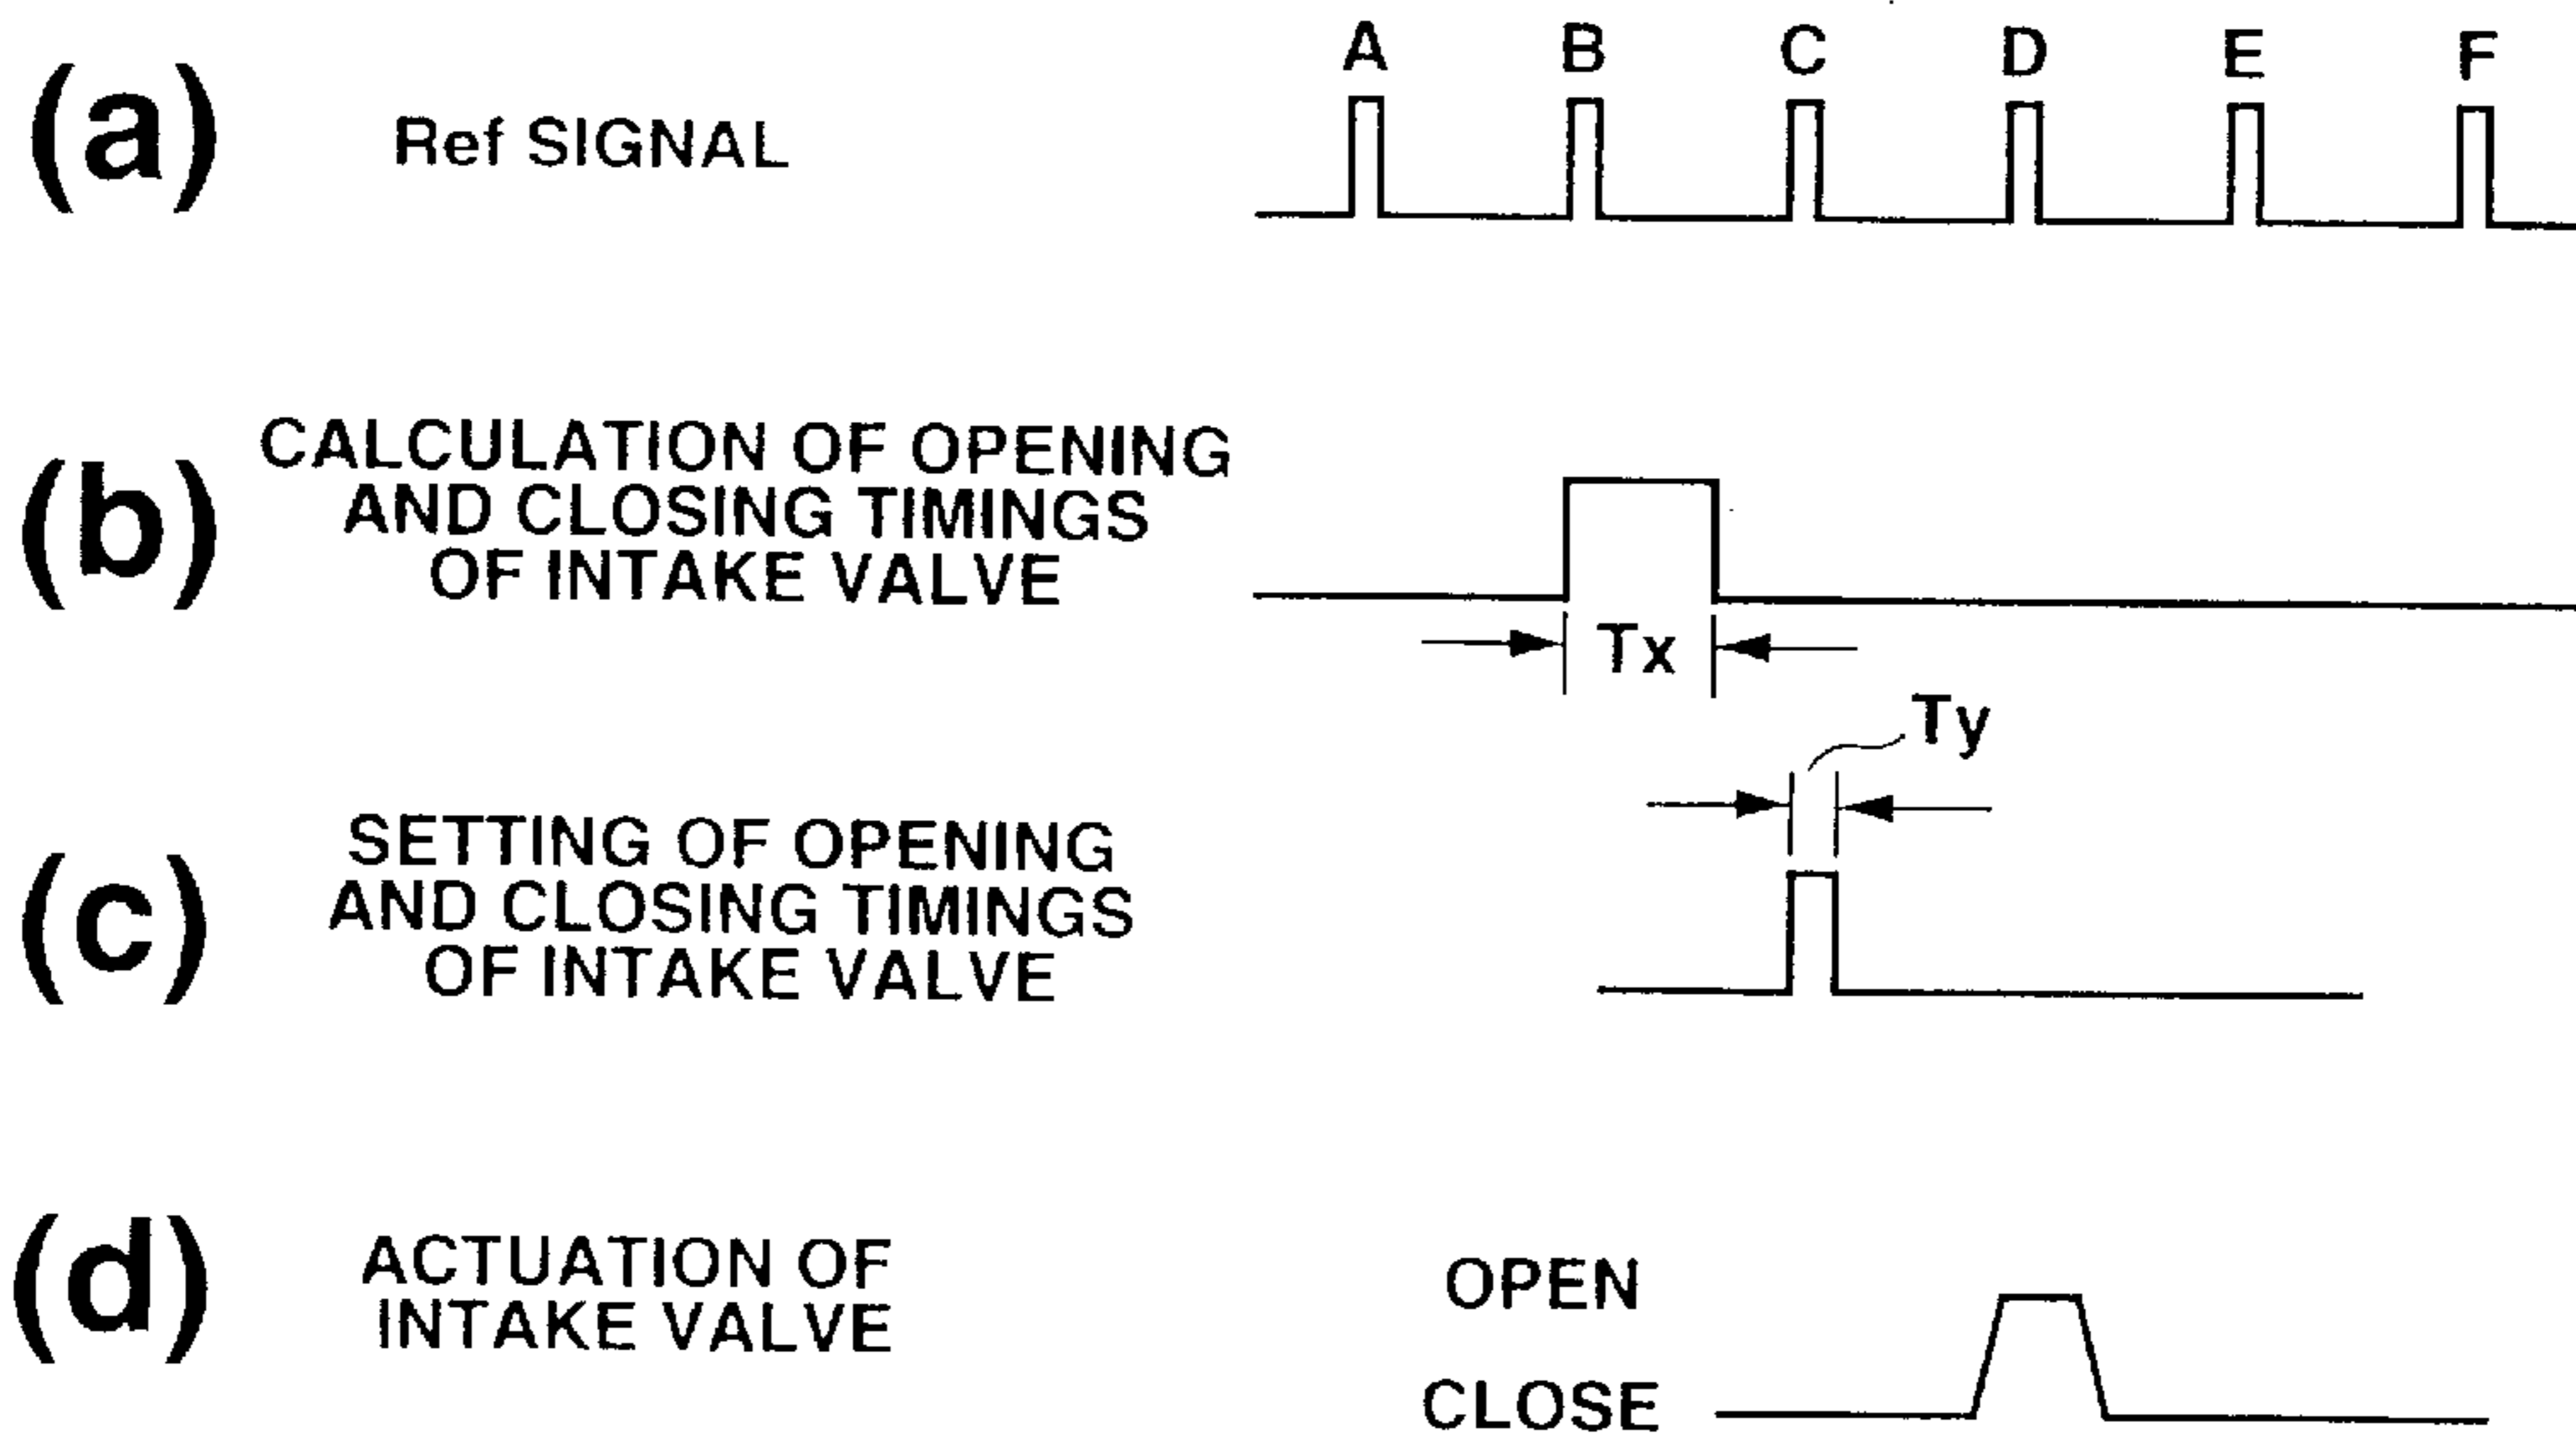 A B C D E F
(a) Ref SIGNAL
(b) CALCULATION OF OPENING
AND CLOSING TIMINGS
OF INTAKE VALVE
Tx
Ty
(c) SETTING OF OPENING
AND CLOSING TIMINGS
OF INTAKE VALVE
(d) ACTUATION OF
INTAKE VALVE
OPEN
CLOSE